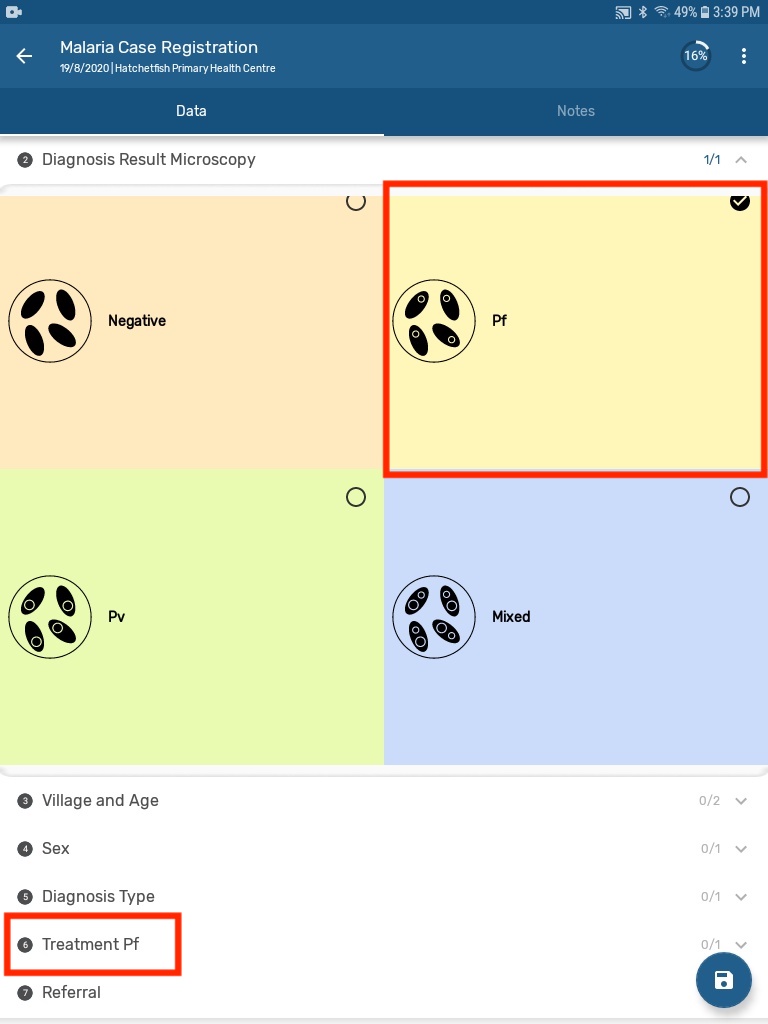 49% 3:39 PM
Malaria Case Registration
19/8/2020 | Hatchetfish Primary Health Centre
16%
Data
Notes
2 Diagnosis Result Microscopy 1/1
Negative
Pf
Pv
Mixed
3 Village and Age 0/2
4 Sex 0/1
5 Diagnosis Type 0/1
6 Treatment Pf 0/1
7 Referral